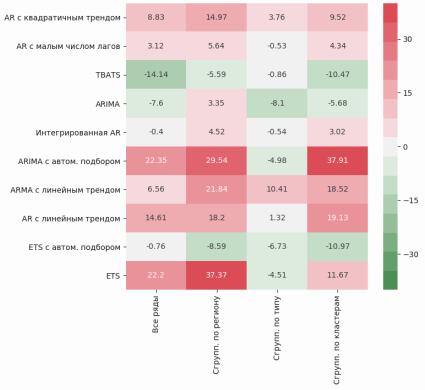 AR с квадратичным трендом 8.83 14.97 3.76 9.52
AR с малым числом лагов 3.12 5.64 -0.53 4.34
TBATS -14.14 -5.59 -0.86 -10.47
ARIMA -7.6 3.35 -8.1 -5.68
Интегрированная AR -0.4 4.52 -0.54 3.02
ARIMA с автом. подбором 22.35 29.54 -4.98 37.91
ARMA с линейным трендом 6.56 21.84 10.41 18.52
AR с линейным трендом 14.61 18.2 1.32 19.13
ETS с автом. подбором -0.76 -8.59 -6.73 -10.97
ETS 22.2 37.37 -4.51 11.67
Все ряды
Сгрупп. по региону
Сгрупп. по типу
Сгрупп. по кластерам
30
15
0
−15
−30